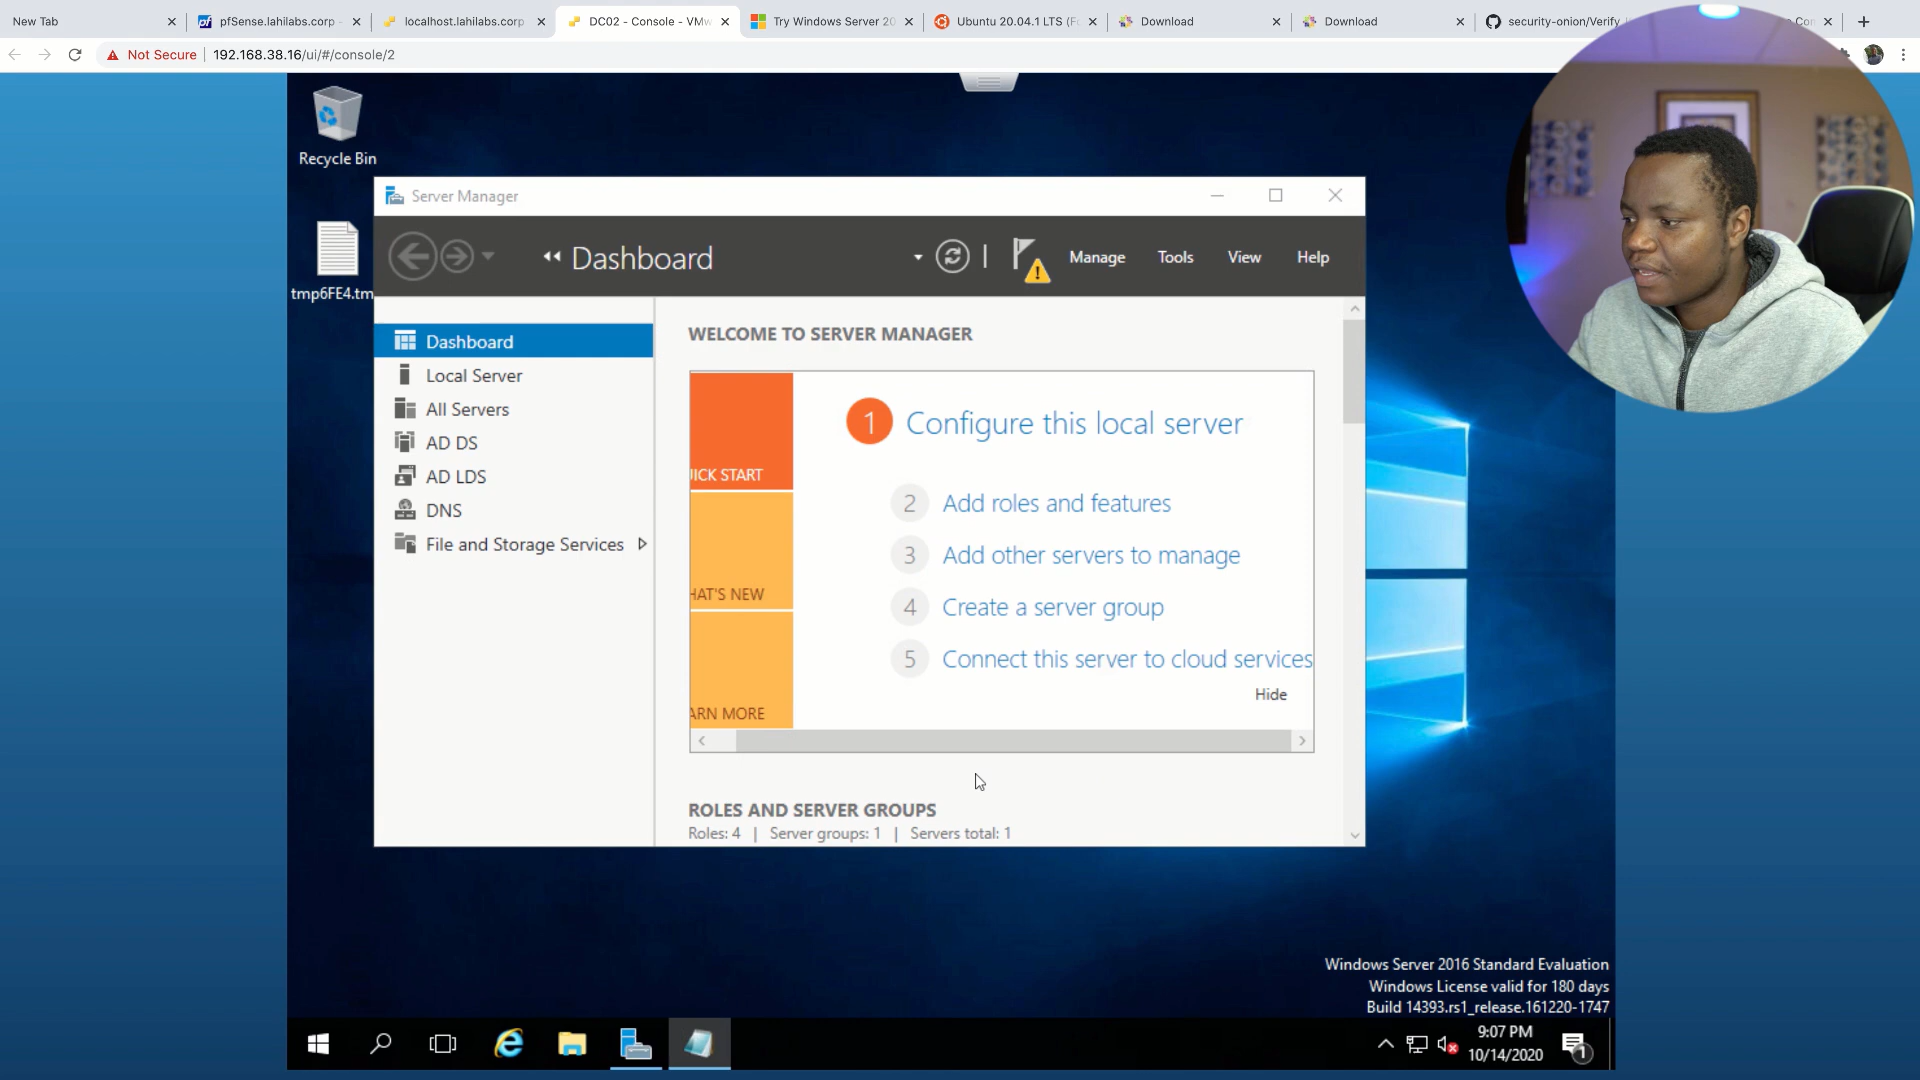 New Tab
pfSense.lahilabs.corp -
localhost.lahilabs.corp
DC02 - Console - VMw
Try Windows Server 20
Ubuntu 20.04.1 LTS (Fo
Download
Download
security-onion/Verify
Not Secure
192.168.38.16/ui/#/console/2
Recycle Bin
tmp6FE4.tm
Server Manager
Dashboard
Manage
Tools
View
Help
Dashboard
Local Server
All Servers
AD DS
AD LDS
DNS
File and Storage Services
WELCOME TO SERVER MANAGER
UICK START
HAT'S NEW
ARN MORE
1 Configure this local server
2 Add roles and features
3 Add other servers to manage
4 Create a server group
5 Connect this server to cloud services
Hide
ROLES AND SERVER GROUPS
Roles: 4 | Server groups: 1 | Servers total: 1
Windows Server 2016 Standard Evaluation
Windows License valid for 180 days
Build 14393.rs1_release.161220-1747
9:07 PM
10/14/2020
1